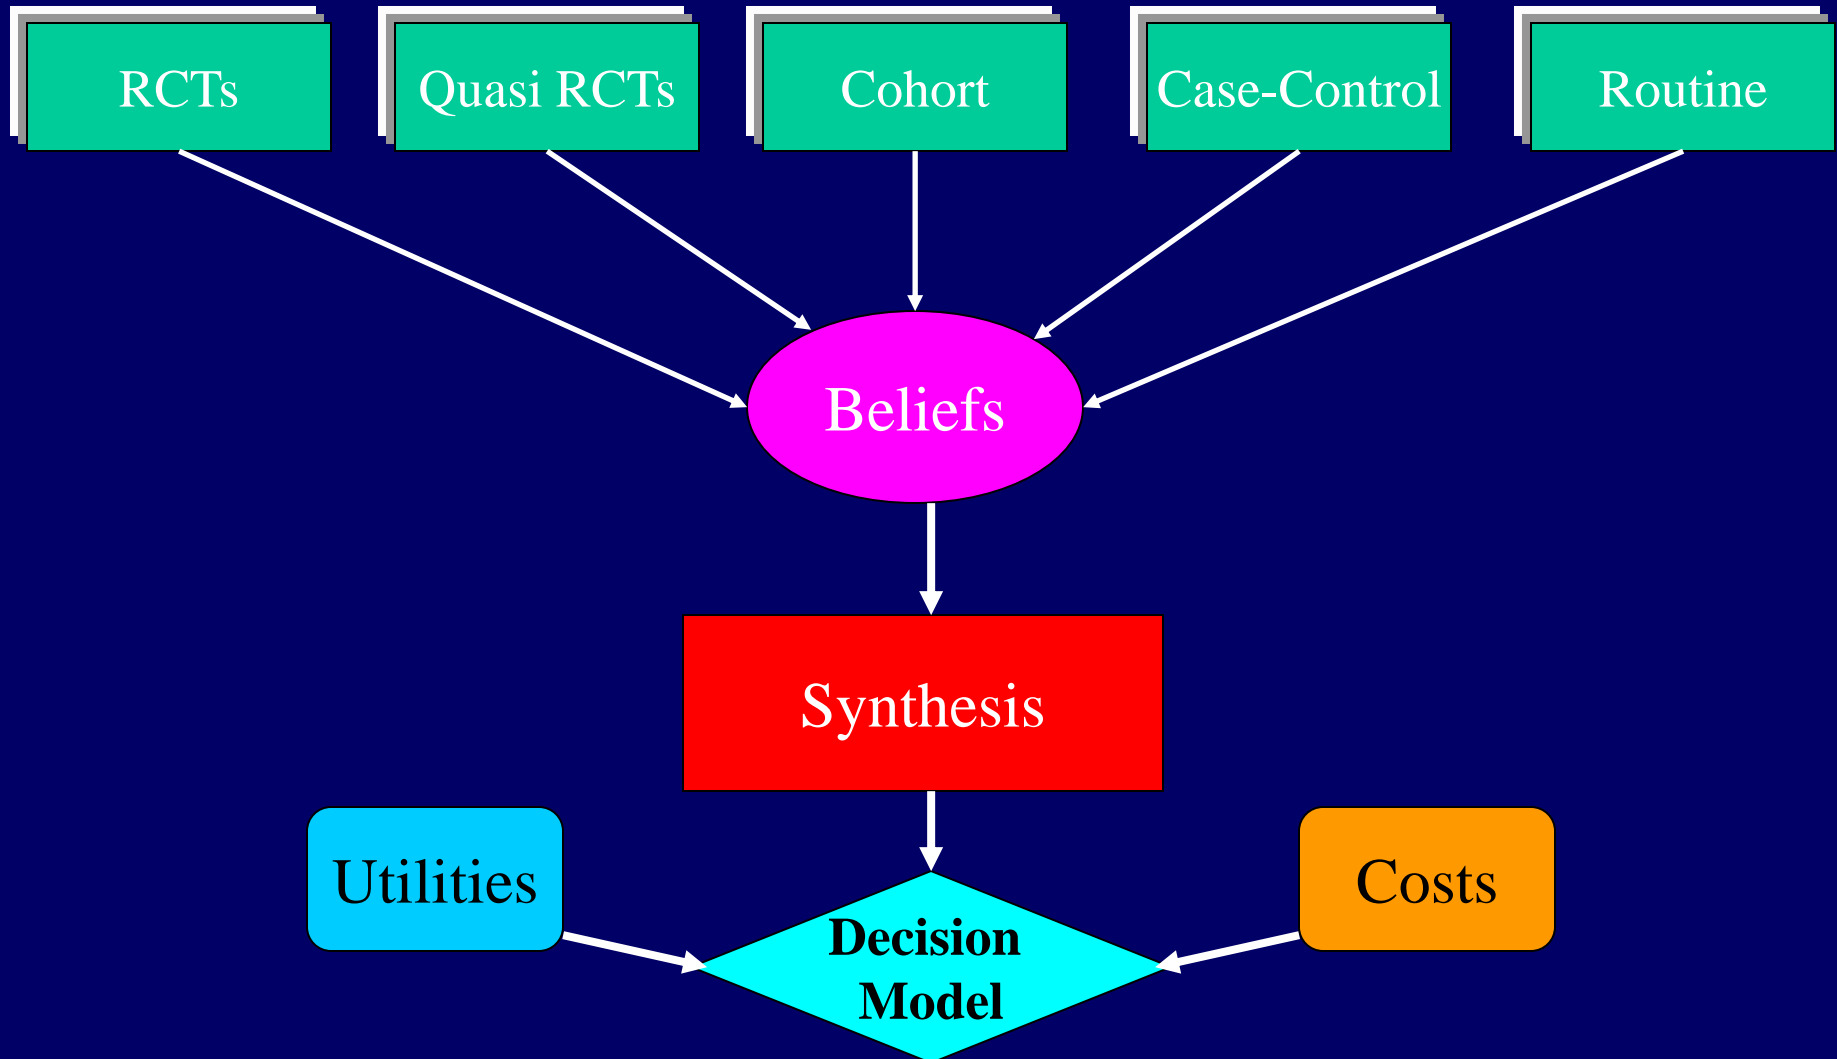 RCTs
Quasi RCTs
Cohort
Case-Control
Routine
Beliefs
Synthesis
Utilities
Costs
Decision
Model